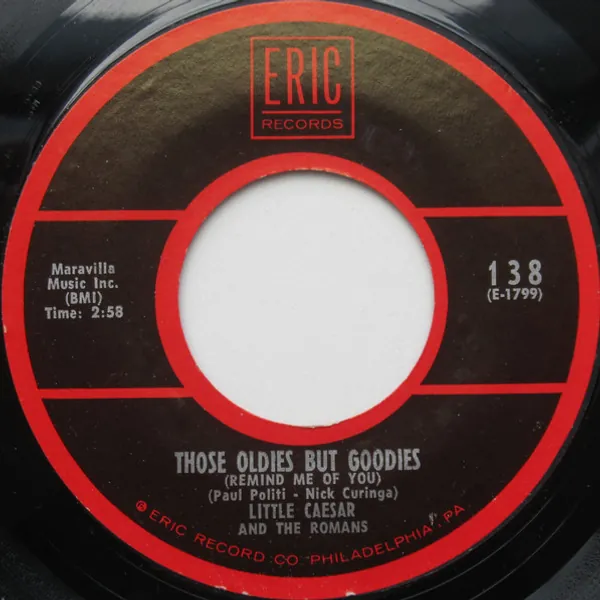 ERIC
RECORDS
Maravilla
Music Inc.
(BMI)
Time: 2:58
138
(E-1799)
THOSE OLDIES BUT GOODIES
(REMIND ME OF YOU)
(Paul Politi - Nick Curinga)
LITTLE CAESAR
AND THE ROMANS
℗ ERIC RECORD CO. PHILADELPHIA, PA